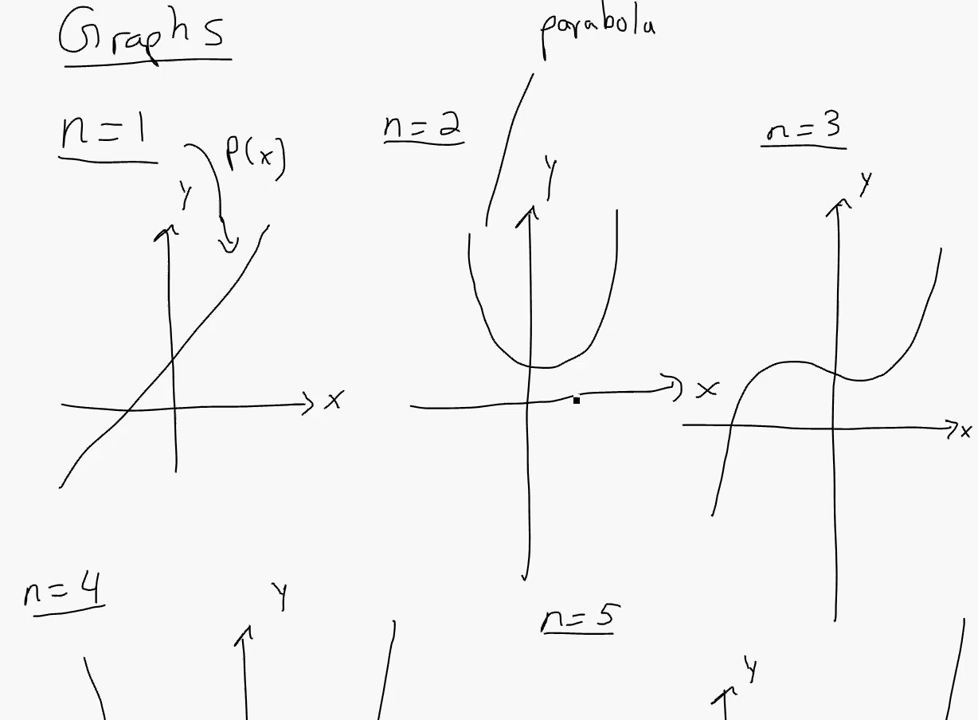 Graphs
parabola
n=1
P(x)
n=2
n=3
y
x
y
x
y
x
n=4
y
n=5
y